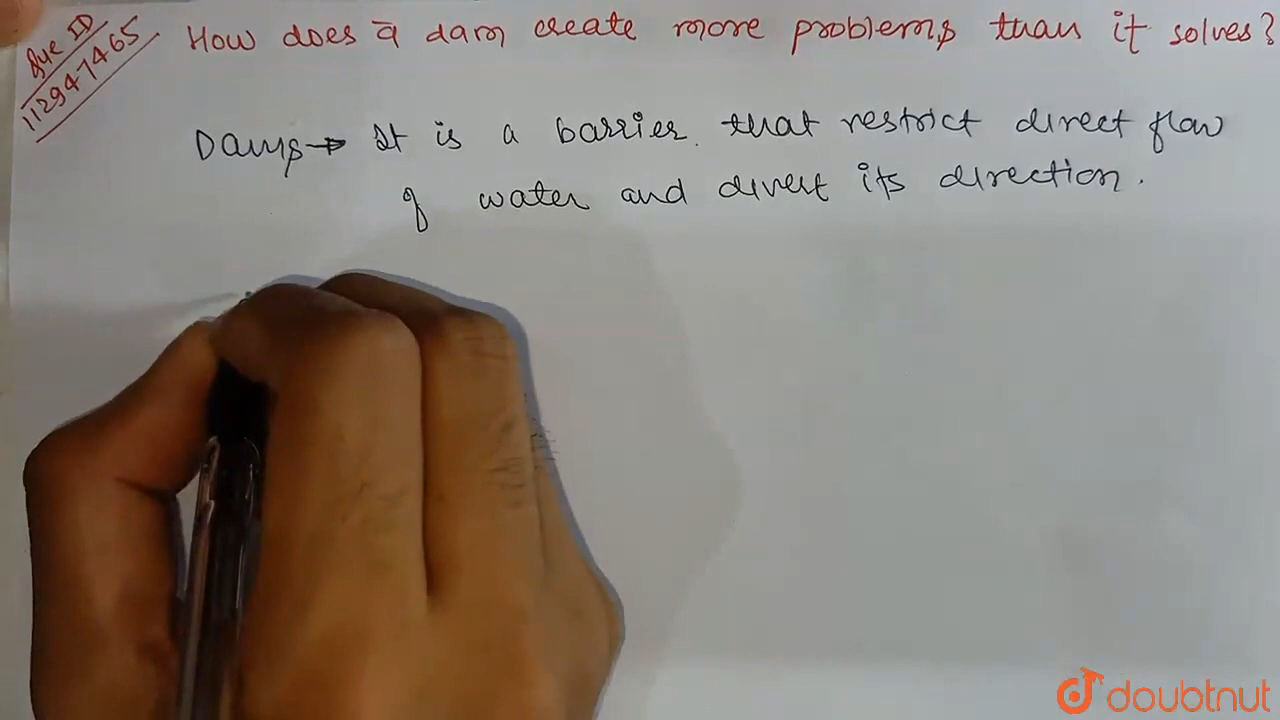 Que ID
112947465
How does a dam create more problems than it solves?
Dams → It is a barrier that restrict direct flow
of water and divert its direction.
doubtnut